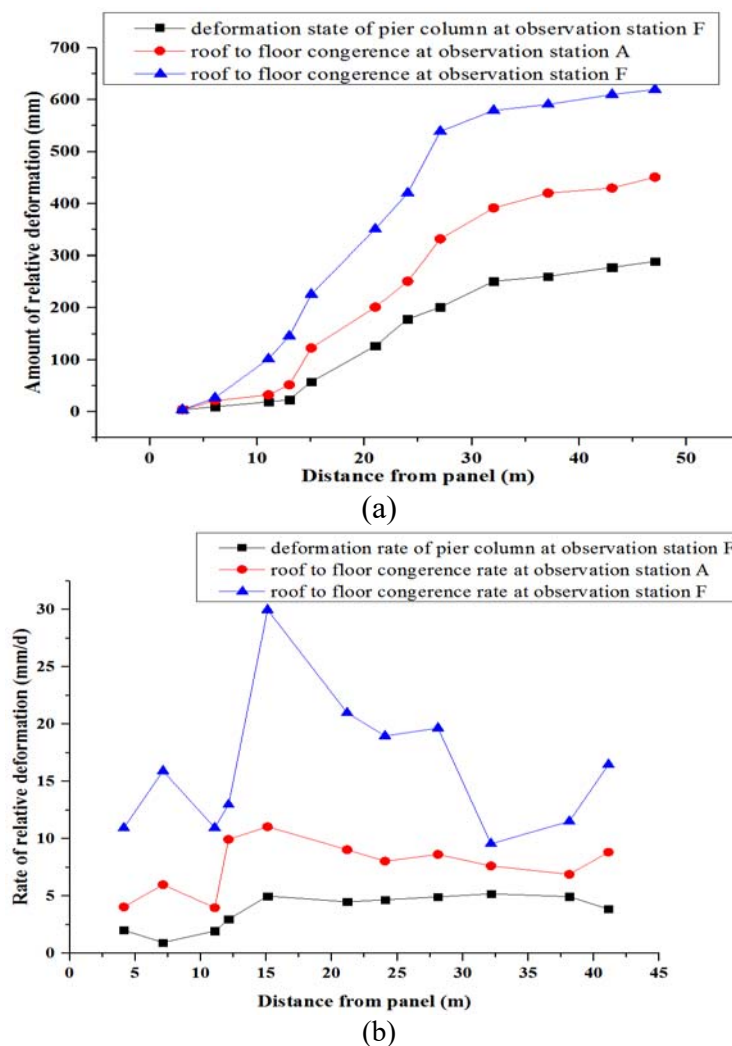 deformation state of pier column at observation station F
roof to floor congerence at observation station A
roof to floor congerence at observation station F
700
600
500
400
300
200
100
0
Amount of relative deformation (mm)
0 10 20 30 40 50
Distance from panel (m)
(a)
deformation rate of pier column at observation station F
roof to floor congerence rate at observation station A
roof to floor congerence rate at observation station F
30
25
20
15
10
5
0
Rate of relative deformation (mm/d)
0 5 10 15 20 25 30 35 40 45
Distance from panel (m)
(b)